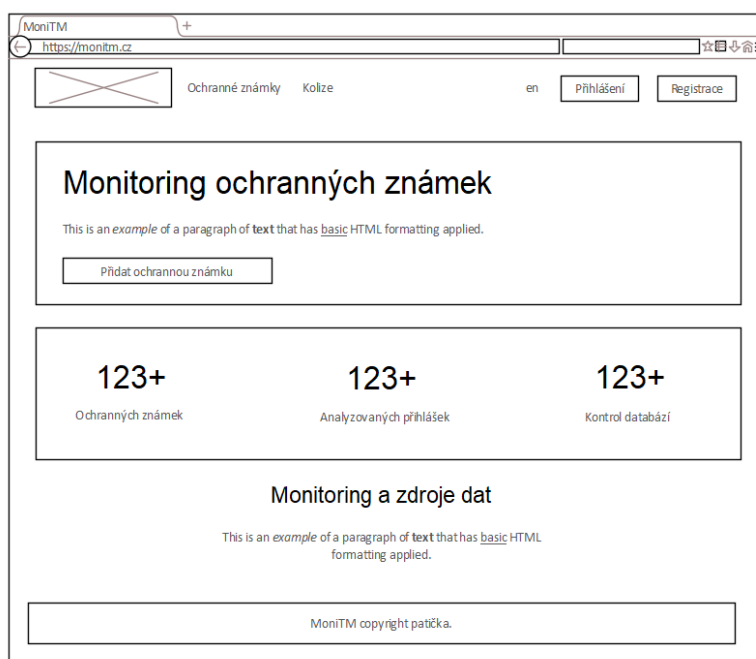 MoniTM
https://monitm.cz
Ochranné známky Kolize en Přihlášení Registrace
Monitoring ochranných známek
This is an example of a paragraph of text that has basic HTML formatting applied.
Přidat ochrannou známku
123+ 123+ 123+
Ochranných známek Analyzovaných přihlášek Kontrol databází
Monitoring a zdroje dat
This is an example of a paragraph of text that has basic HTML
formatting applied.
MoniTM copyright patička.